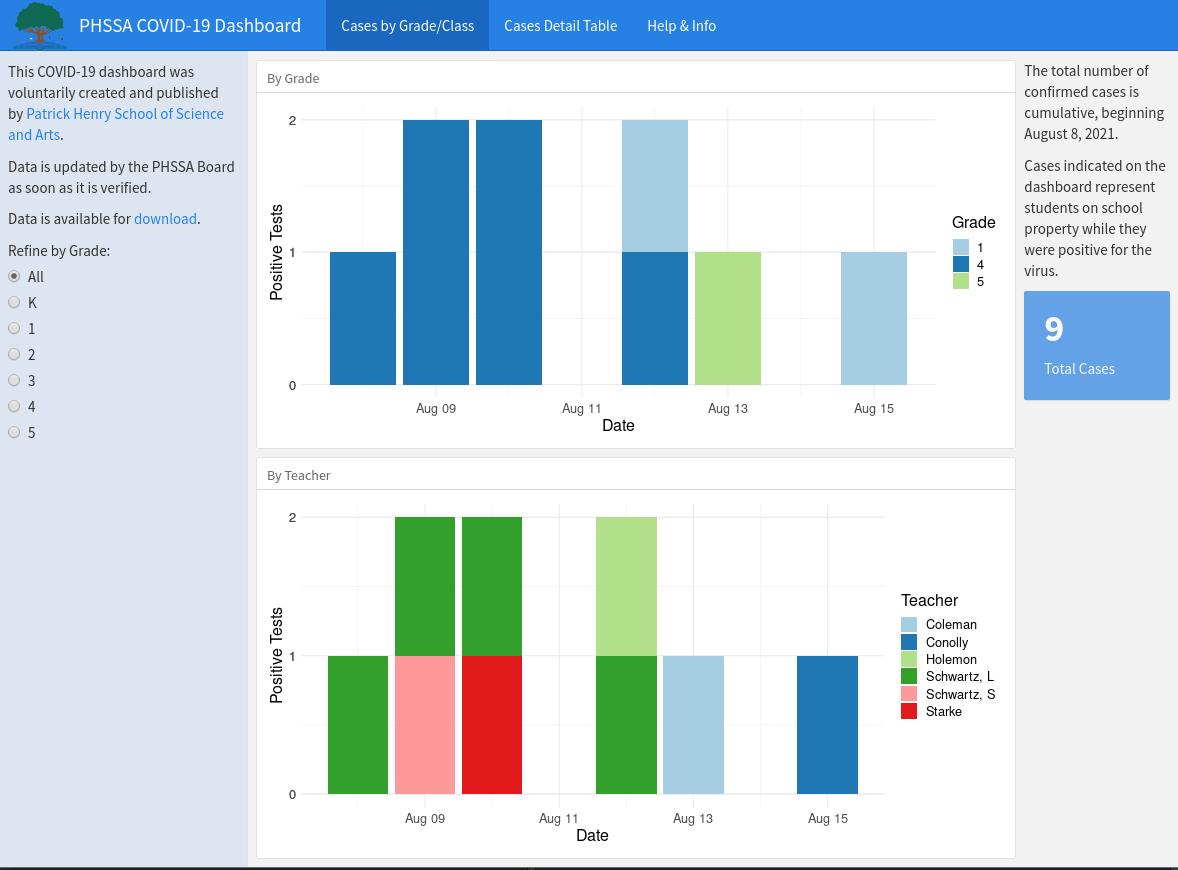 PHSSA COVID-19 Dashboard
Cases by Grade/Class
Cases Detail Table
Help & Info
This COVID-19 dashboard was
voluntarily created and published
by Patrick Henry School of Science
and Arts.
Data is updated by the PHSSA Board
as soon as it is verified.
Data is available for download.
Refine by Grade:
All
K
1
2
3
4
5
By Grade
2
1
0
Positive Tests
Aug 09
Aug 11
Aug 13
Aug 15
Date
Grade
1
4
5
By Teacher
2
1
0
Positive Tests
Aug 09
Aug 11
Aug 13
Aug 15
Date
Teacher
Coleman
Conolly
Holemon
Schwartz, L
Schwartz, S
Starke
The total number of
confirmed cases is
cumulative, beginning
August 8, 2021.
Cases indicated on the
dashboard represent
students on school
property while they
were positive for the
virus.
9
Total Cases